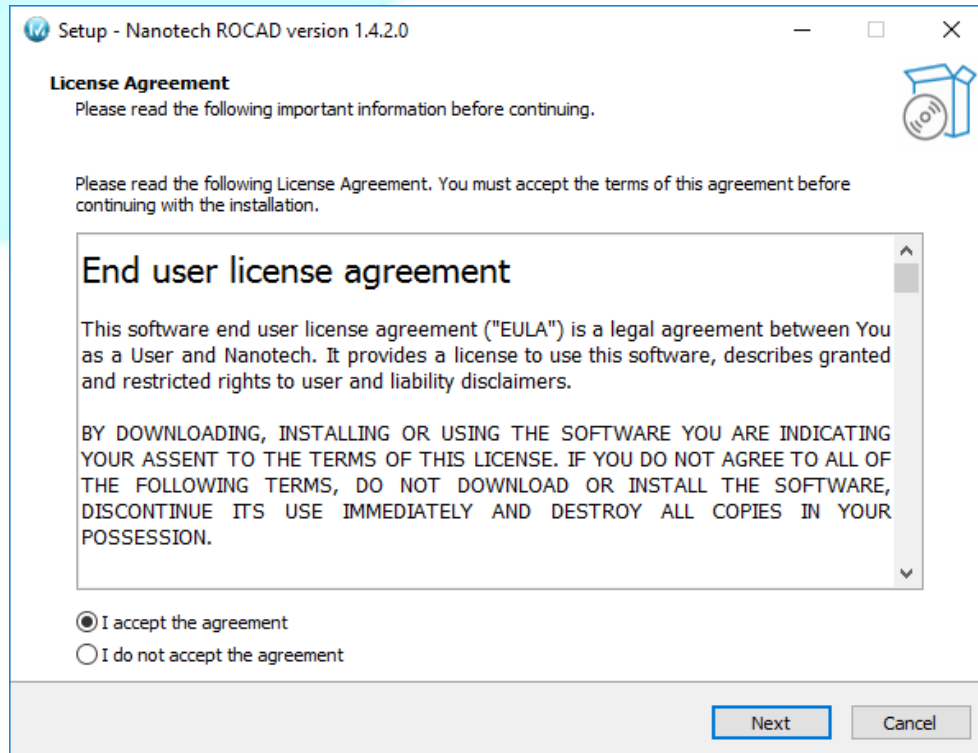 Setup - Nanotech ROCAD version 1.4.2.0
License Agreement
Please read the following important information before continuing.
Please read the following License Agreement. You must accept the terms of this agreement before
continuing with the installation.
End user license agreement
This software end user license agreement ("EULA") is a legal agreement between You
as a User and Nanotech. It provides a license to use this software, describes granted
and restricted rights to user and liability disclaimers.
BY DOWNLOADING, INSTALLING OR USING THE SOFTWARE YOU ARE INDICATING
YOUR ASSENT TO THE TERMS OF THIS LICENSE. IF YOU DO NOT AGREE TO ALL OF
THE FOLLOWING TERMS, DO NOT DOWNLOAD OR INSTALL THE SOFTWARE,
DISCONTINUE ITS USE IMMEDIATELY AND DESTROY ALL COPIES IN YOUR
POSSESSION.
I accept the agreement
I do not accept the agreement
Next Cancel